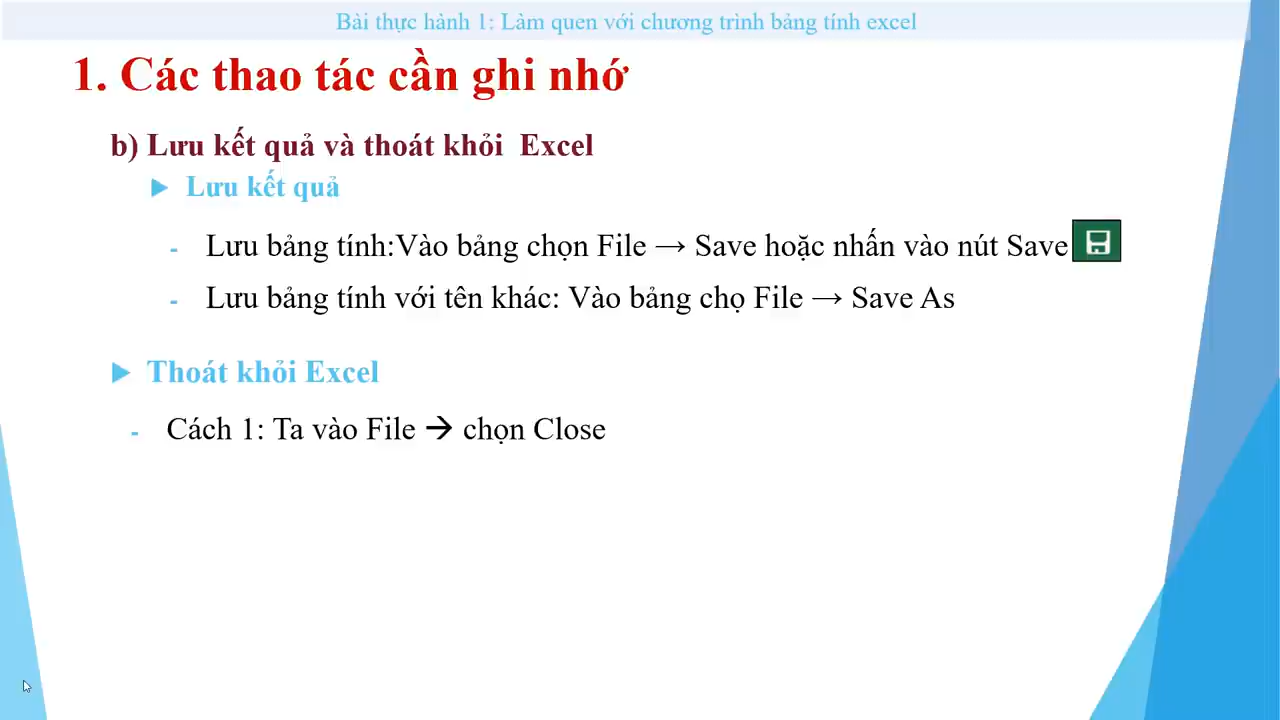 Bài thực hành 1: Làm quen với chương trình bảng tính excel
1. Các thao tác cần ghi nhớ
b) Lưu kết quả và thoát khỏi Excel
Lưu kết quả
- Lưu bảng tính:Vào bảng chọn File → Save hoặc nhấn vào nút Save
- Lưu bảng tính với tên khác: Vào bảng chọ File → Save As
Thoát khỏi Excel
- Cách 1: Ta vào File → chọn Close